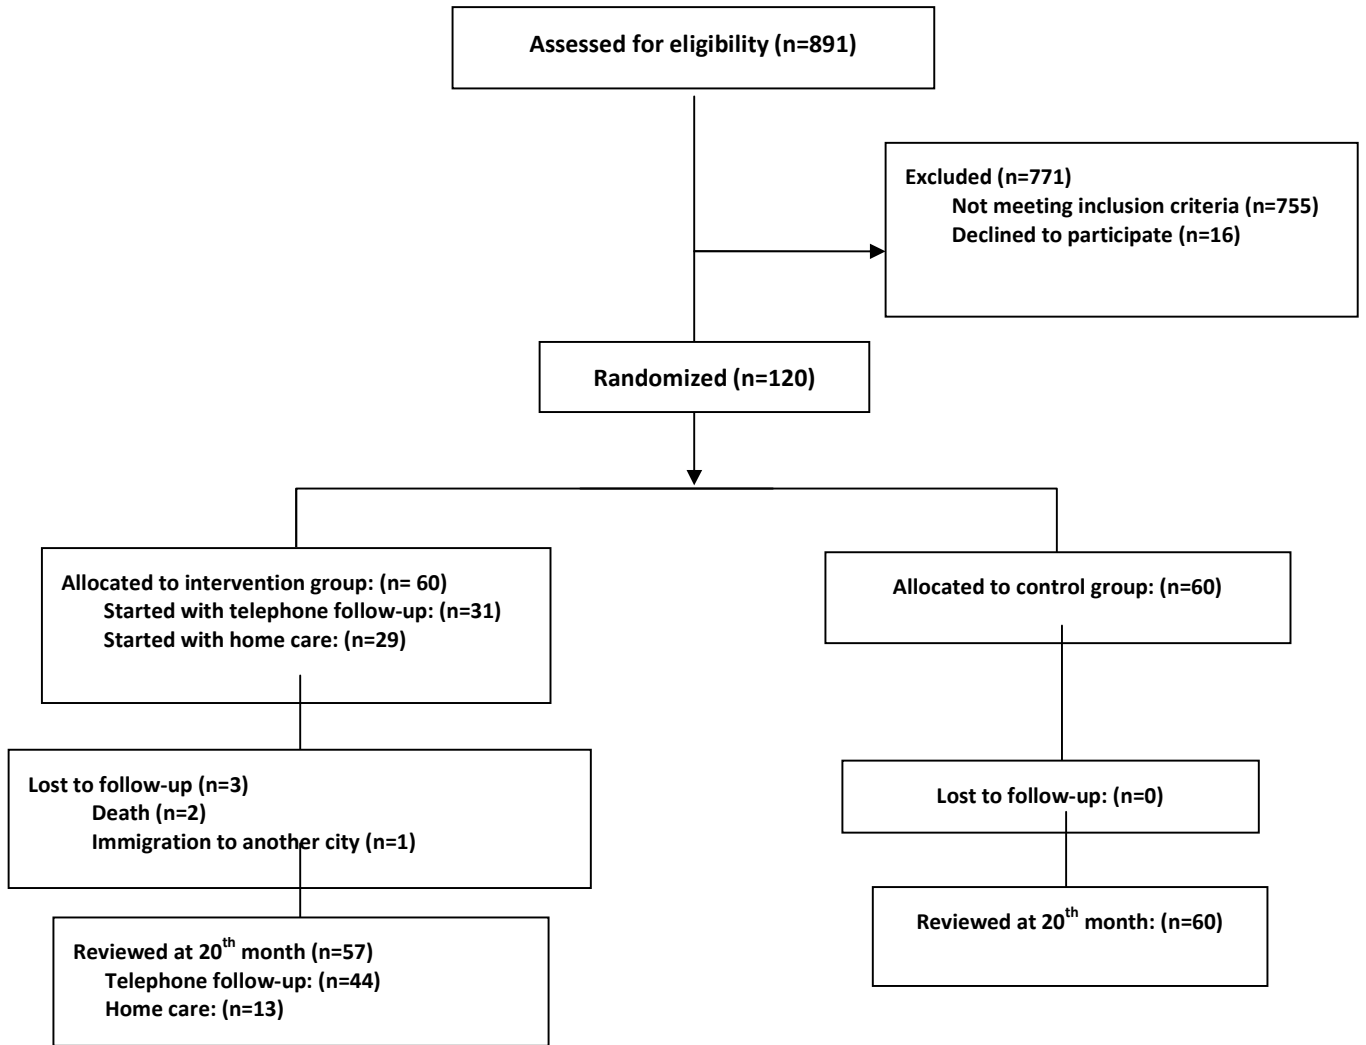 Assessed for eligibility (n=891)
Excluded (n=771)
Not meeting inclusion criteria (n=755)
Declined to participate (n=16)
Randomized (n=120)
Allocated to intervention group: (n= 60)
Started with telephone follow-up: (n=31)
Started with home care: (n=29)
Allocated to control group: (n=60)
Lost to follow-up (n=3)
Death (n=2)
Immigration to another city (n=1)
Lost to follow-up: (n=0)
Reviewed at 20th month (n=57)
Telephone follow-up: (n=44)
Home care: (n=13)
Reviewed at 20th month: (n=60)